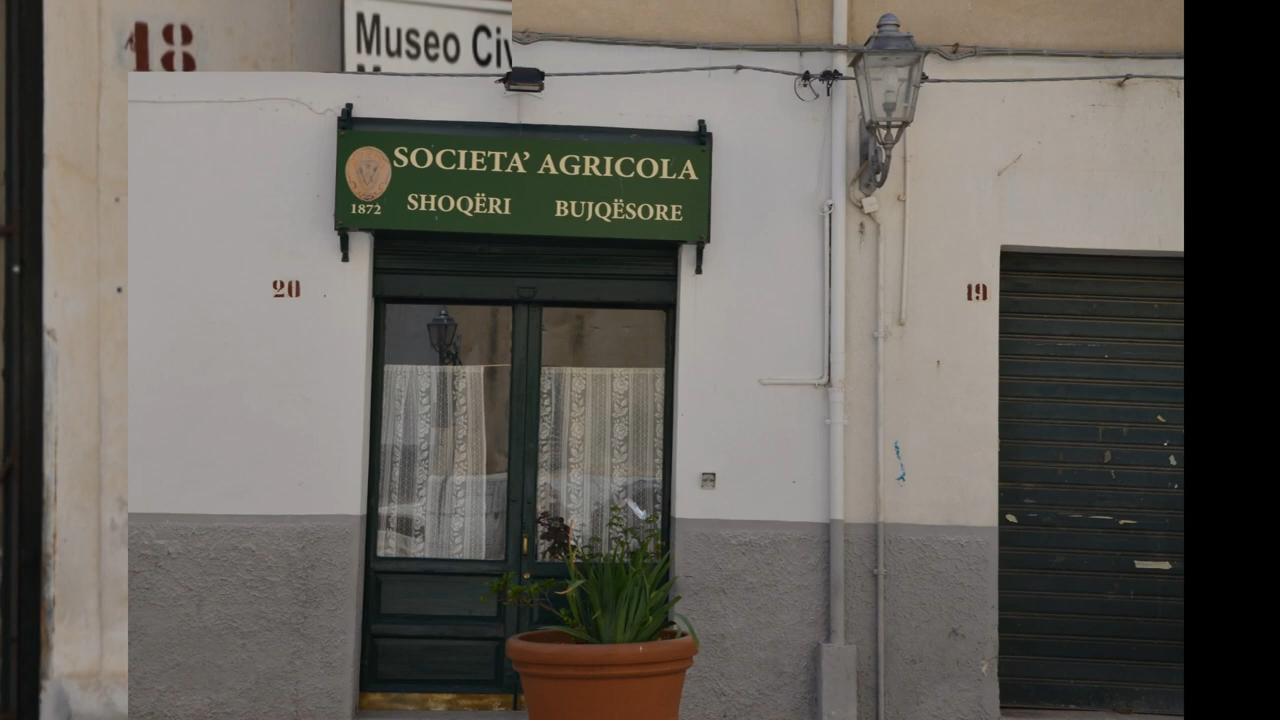 18
Museo Civ
SOCIETA' AGRICOLA
1872 SHOQËRI BUJQËSORE
20
19